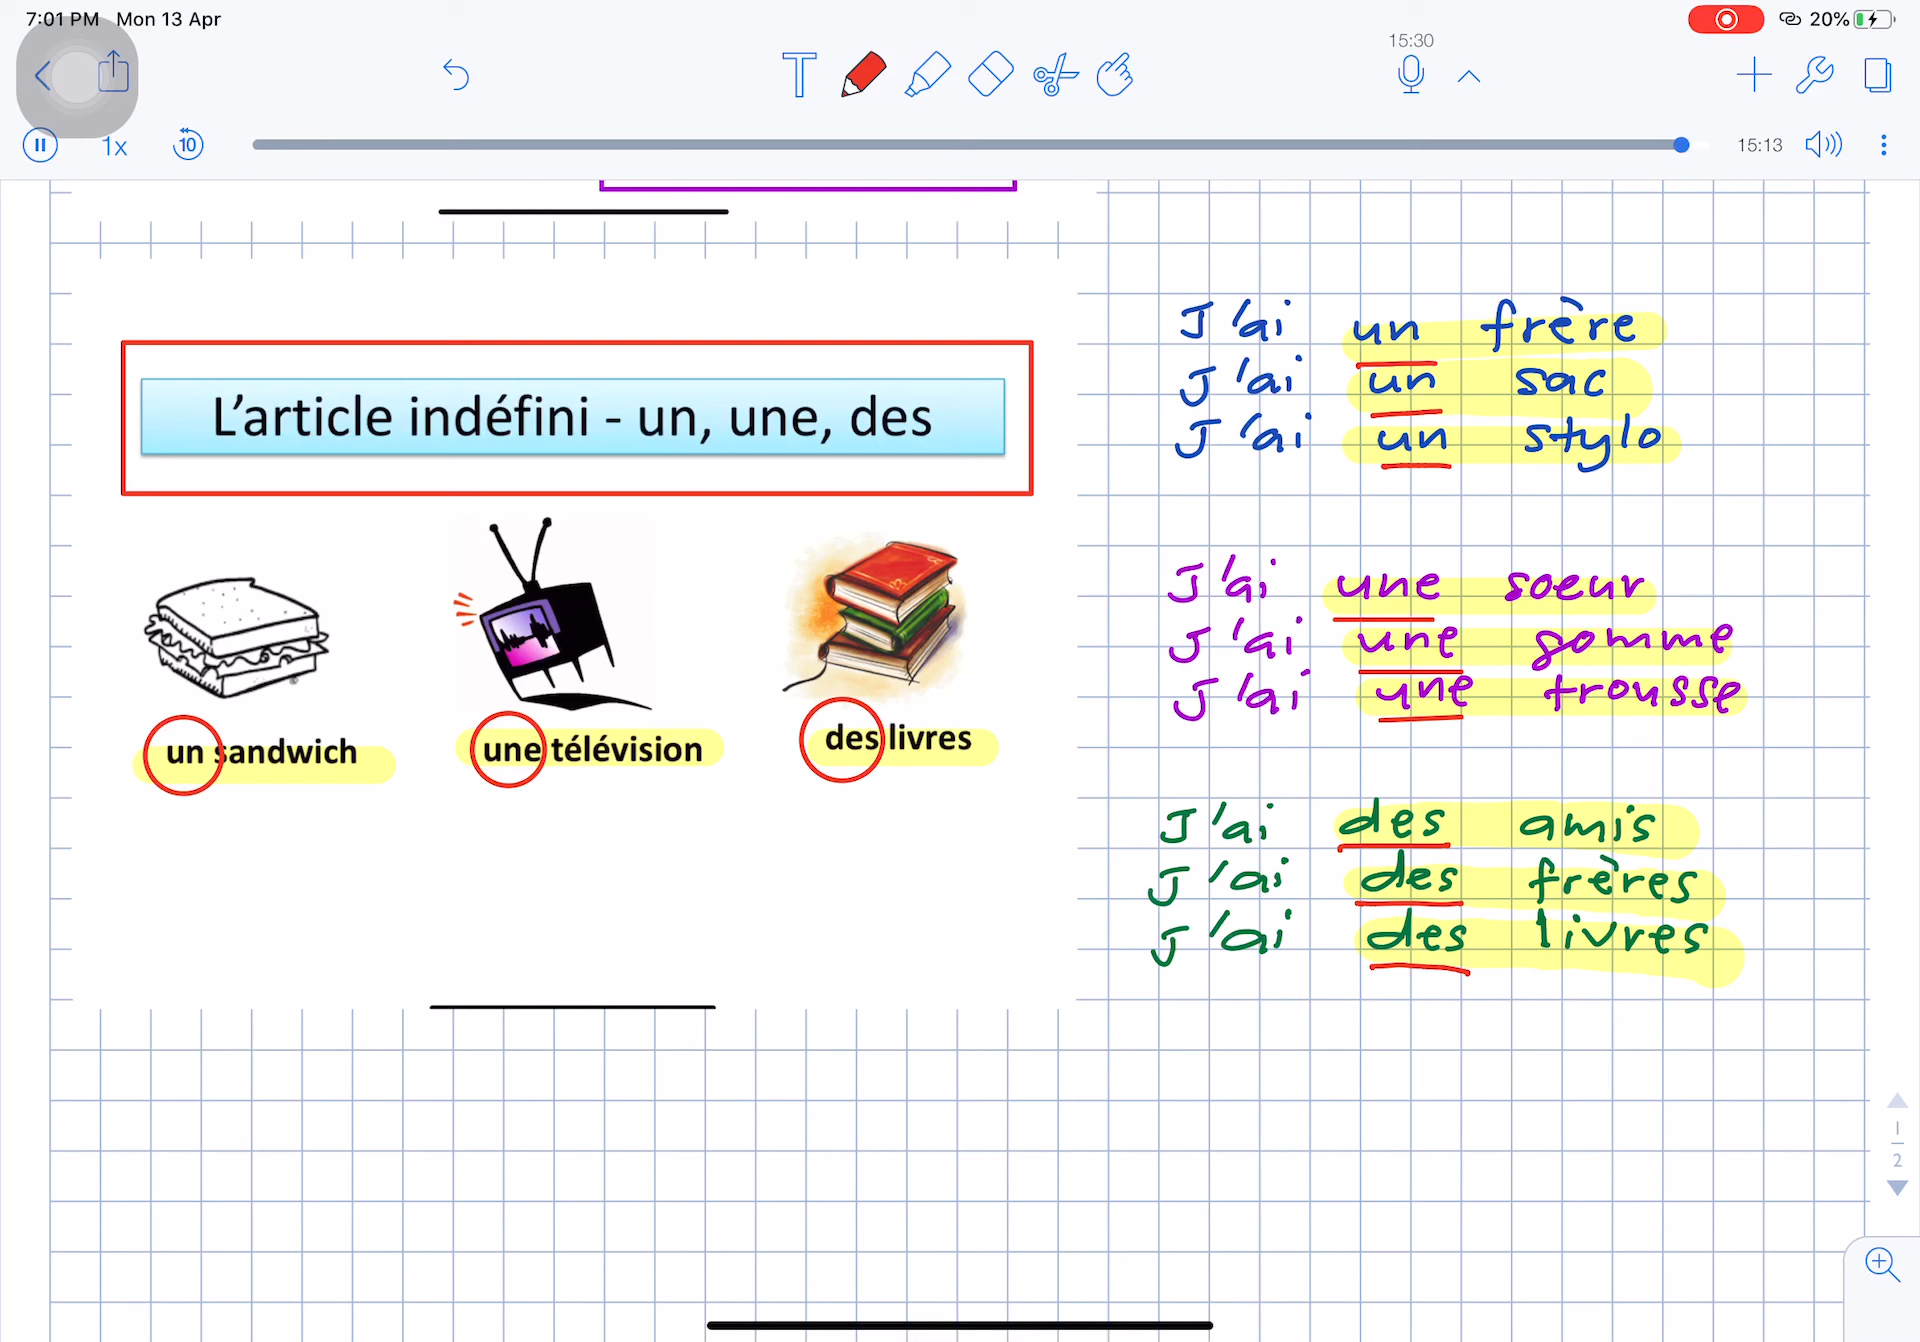 7:01 PM Mon 13 Apr
20%
15:30
1x
10
15:13
L'article indéfini - un, une, des
un sandwich
une télévision
des livres
J'ai un frère
J'ai un sac
J'ai un stylo
J'ai une soeur
J'ai une gomme
J'ai une trousse
J'ai des amis
J'ai des frères
J'ai des livres
1
2